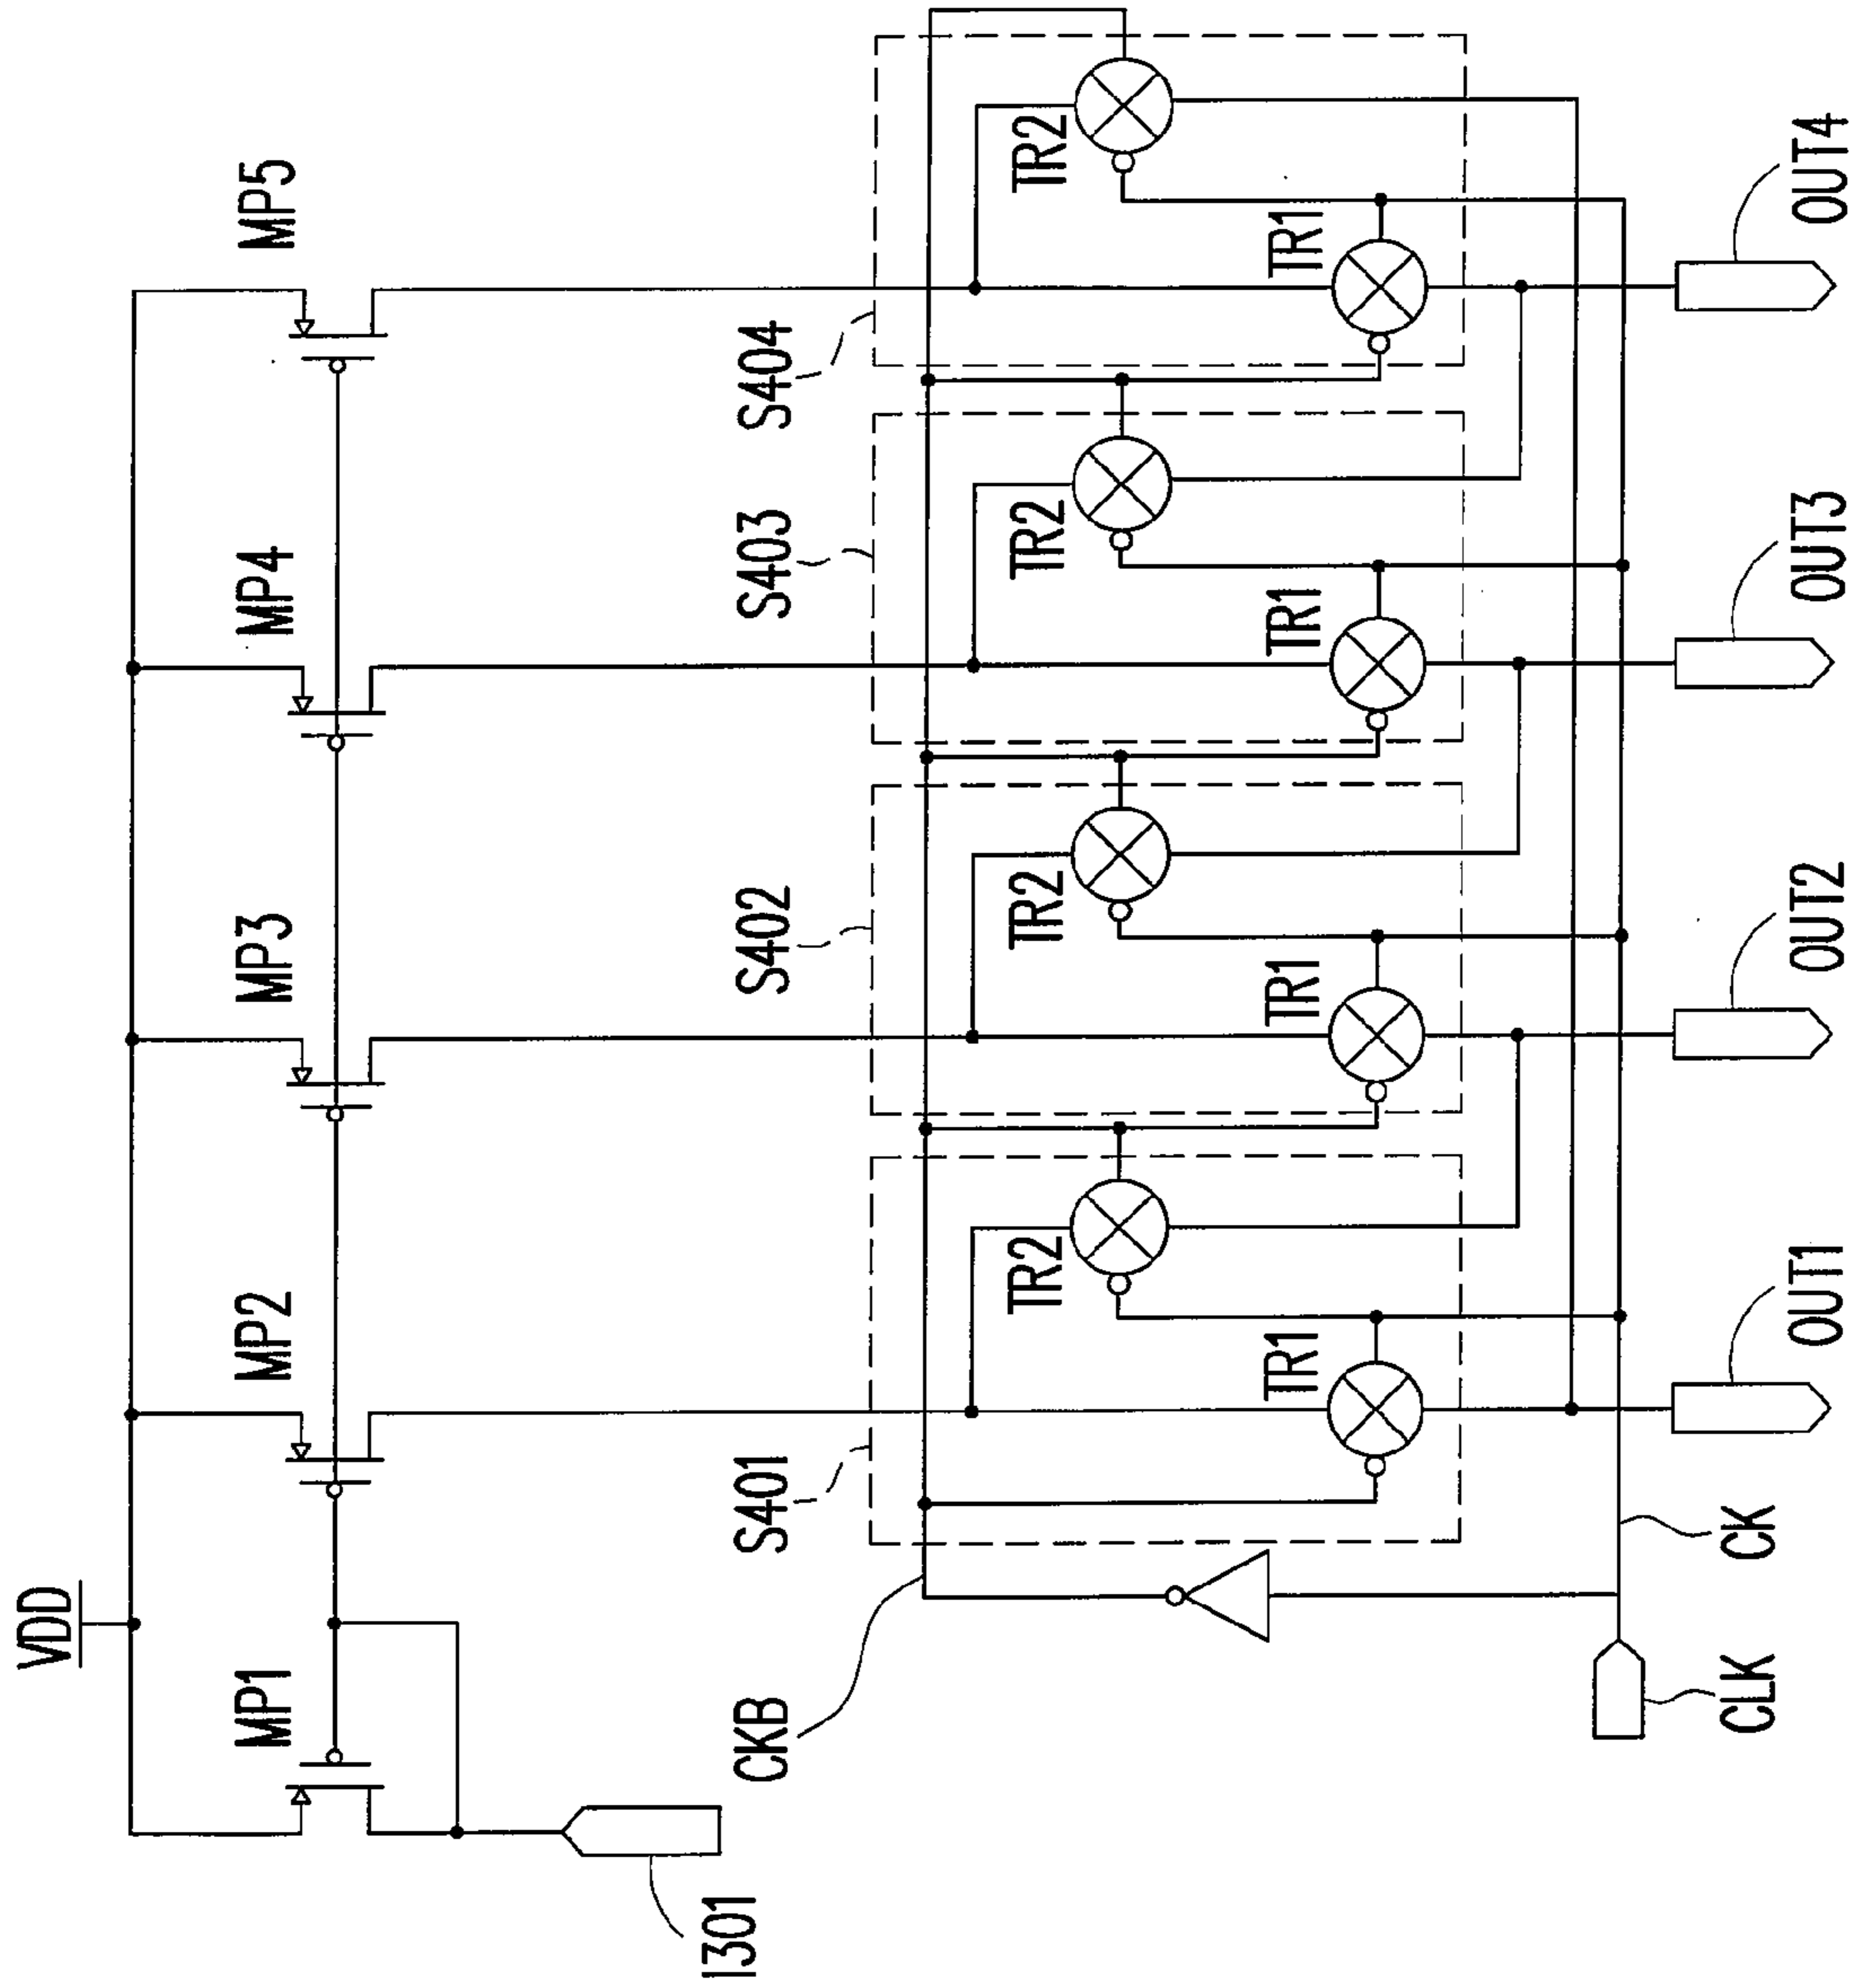 VDD
MP1
MP2
MP3
MP4
MP5
I301
CKB
S401
S402
S403
S404
TR1
TR2
TR1
TR2
TR1
TR2
TR1
TR2
CLK
CK
OUT1
OUT2
OUT3
OUT4